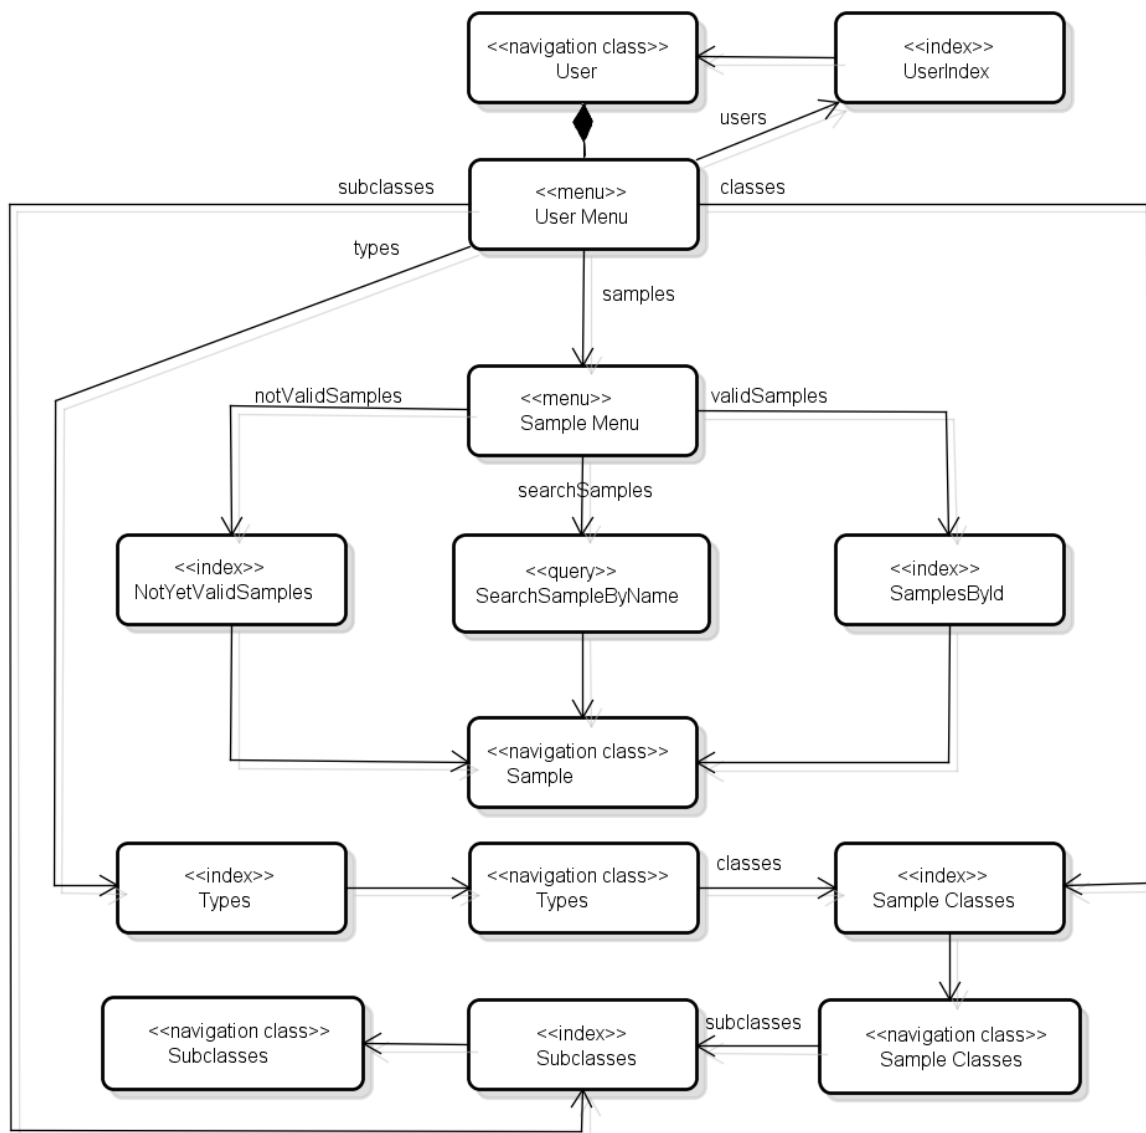 <<navigation class>>
User
<<index>>
UserIndex
users
subclasses
<<menu>>
User Menu
classes
types
samples
notValidSamples
<<menu>>
Sample Menu
validSamples
searchSamples
<<index>>
NotYetValidSamples
<<query>>
SearchSampleByName
<<index>>
SamplesById
<<navigation class>>
Sample
<<index>>
Types
<<navigation class>>
Types
classes
<<index>>
Sample Classes
<<navigation class>>
Subclasses
<<index>>
Subclasses
subclasses
<<navigation class>>
Sample Classes